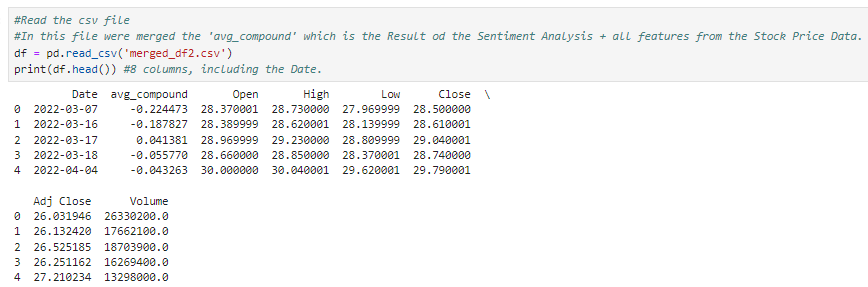 #Read the csv file
#In this file were merged the 'avg_compound' which is the Result od the Sentiment Analysis + all features from the Stock Price Data.
df = pd.read_csv('merged_df2.csv')
print(df.head()) #8 columns, including the Date.
Date avg_compound Open High Low Close \
0 2022-03-07 -0.224473 28.370001 28.730000 27.969999 28.500000
1 2022-03-16 -0.187827 28.389999 28.620001 28.139999 28.610001
2 2022-03-17 0.041381 28.969999 29.230000 28.809999 29.040001
3 2022-03-18 -0.055770 28.660000 28.850000 28.370001 28.740000
4 2022-04-04 -0.043263 30.000000 30.040001 29.620001 29.790001
Adj Close Volume
0 26.031946 26330200.0
1 26.132420 17662100.0
2 26.525185 18703900.0
3 26.251162 16269400.0
4 27.210234 13298000.0